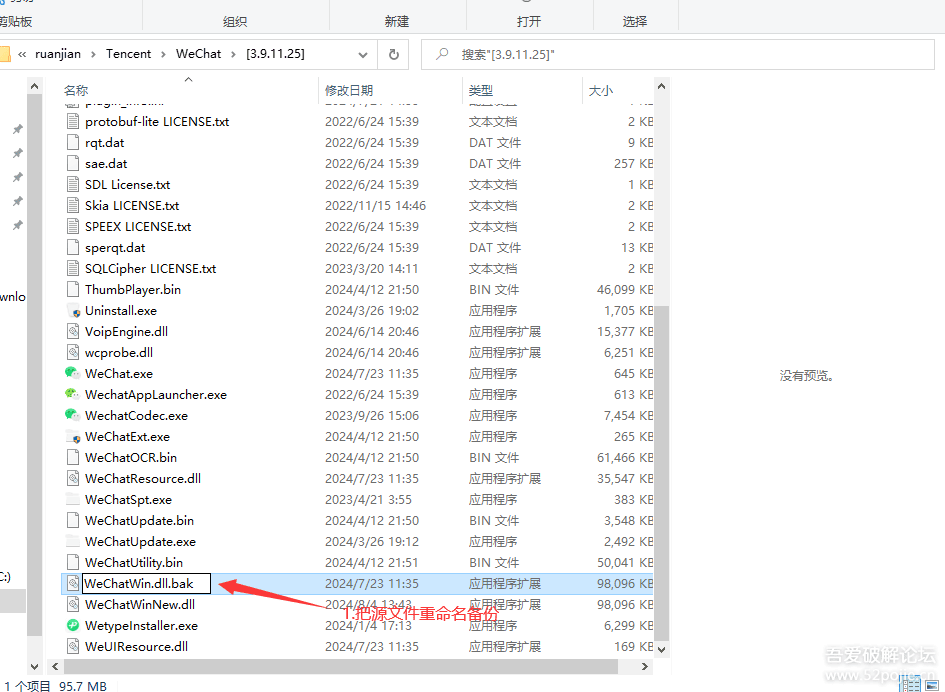 剪贴板 组织 新建 打开 选择
« ruanjian › Tencent › WeChat › [3.9.11.25] 搜索"[3.9.11.25]"
名称 修改日期 类型 大小
protobuf-lite LICENSE.txt 2022/6/24 15:39 文本文档 2 KB
rqt.dat 2022/6/24 15:39 DAT 文件 9 KB
sae.dat 2022/6/24 15:39 DAT 文件 257 KB
SDL License.txt 2022/6/24 15:39 文本文档 1 KB
Skia LICENSE.txt 2022/11/15 14:46 文本文档 2 KB
SPEEX LICENSE.txt 2022/6/24 15:39 文本文档 2 KB
sperqt.dat 2022/6/24 15:39 DAT 文件 13 KB
SQLCipher LICENSE.txt 2023/3/20 14:11 文本文档 2 KB
ThumbPlayer.bin 2024/4/12 21:50 BIN 文件 46,099 KB
wnlo
Uninstall.exe 2024/3/26 19:02 应用程序 1,705 KB
VoipEngine.dll 2024/6/14 20:46 应用程序扩展 15,377 KB
wcprobe.dll 2024/6/14 20:46 应用程序扩展 6,251 KB
WeChat.exe 2024/7/23 11:35 应用程序 645 KB
没有预览。
WechatAppLauncher.exe 2022/6/24 15:39 应用程序 613 KB
WechatCodec.exe 2023/9/26 15:06 应用程序 7,454 KB
WeChatExt.exe 2024/4/12 21:50 应用程序 265 KB
WeChatOCR.bin 2024/4/12 21:50 BIN 文件 61,466 KB
WeChatResource.dll 2024/7/23 11:35 应用程序扩展 35,547 KB
WeChatSpt.exe 2023/4/21 3:55 应用程序 383 KB
WeChatUpdate.bin 2024/4/12 21:50 BIN 文件 3,548 KB
WeChatUpdate.exe 2024/3/26 19:12 应用程序 2,492 KB
WeChatUtility.bin 2024/4/12 21:51 BIN 文件 50,041 KB
C:)
WeChatWin.dll.bak 2024/7/23 11:35 应用程序扩展 98,096 KB
WeChatWinNew.dll 2024/8/4 13:43 应用程序扩展 98,096 KB
1.把源文件重命名备份
WetypeInstaller.exe 2024/1/4 17:13 应用程序 6,299 KB
WeUIResource.dll 2024/7/23 11:35 应用程序扩展 169 KB
吾爱破解论坛
www.52pojie.cn
1 个项目 95.7 MB